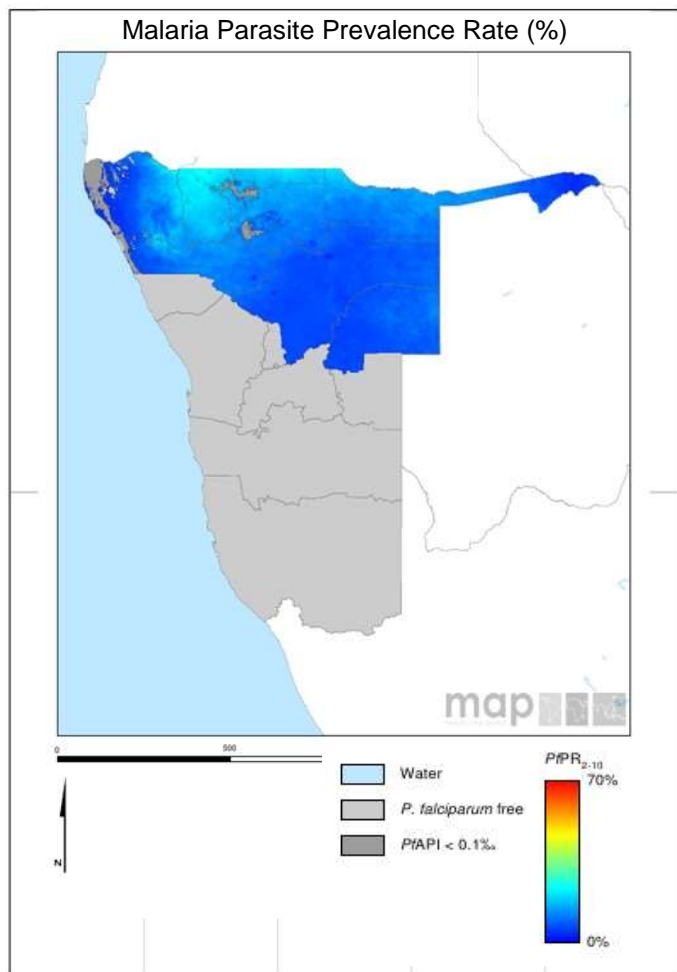 Malaria Parasite Prevalence Rate (%)
map
0 500
Water
P. falciparum free
PfAPI < 0.1‰
N
PfPR2-10
70%
0%